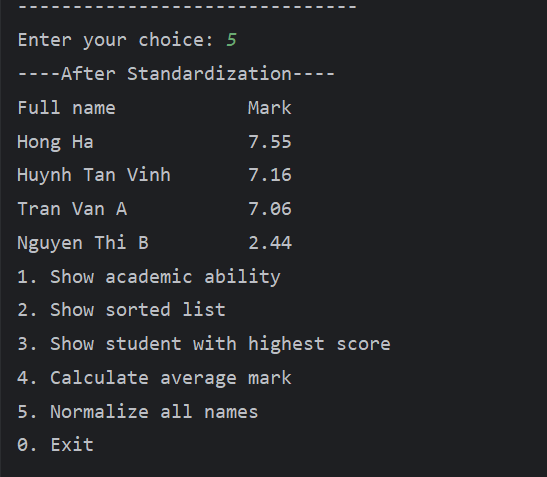 -------------------------------
Enter your choice: 5
----After Standardization----
Full name            Mark
Hong Ha              7.55
Huynh Tan Vinh       7.16
Tran Van A           7.06
Nguyen Thi B         2.44
1. Show academic ability
2. Show sorted list
3. Show student with highest score
4. Calculate average mark
5. Normalize all names
0. Exit